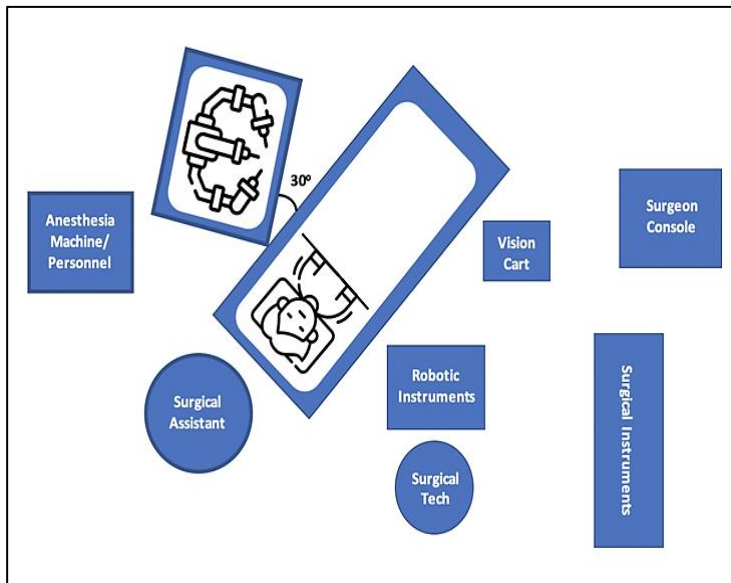 30º
Anesthesia
Machine/
Personnel
Surgeon
Console
Vision
Cart
Robotic
Instruments
Surgical
Assistant
Surgical
Tech
Surgical Instruments